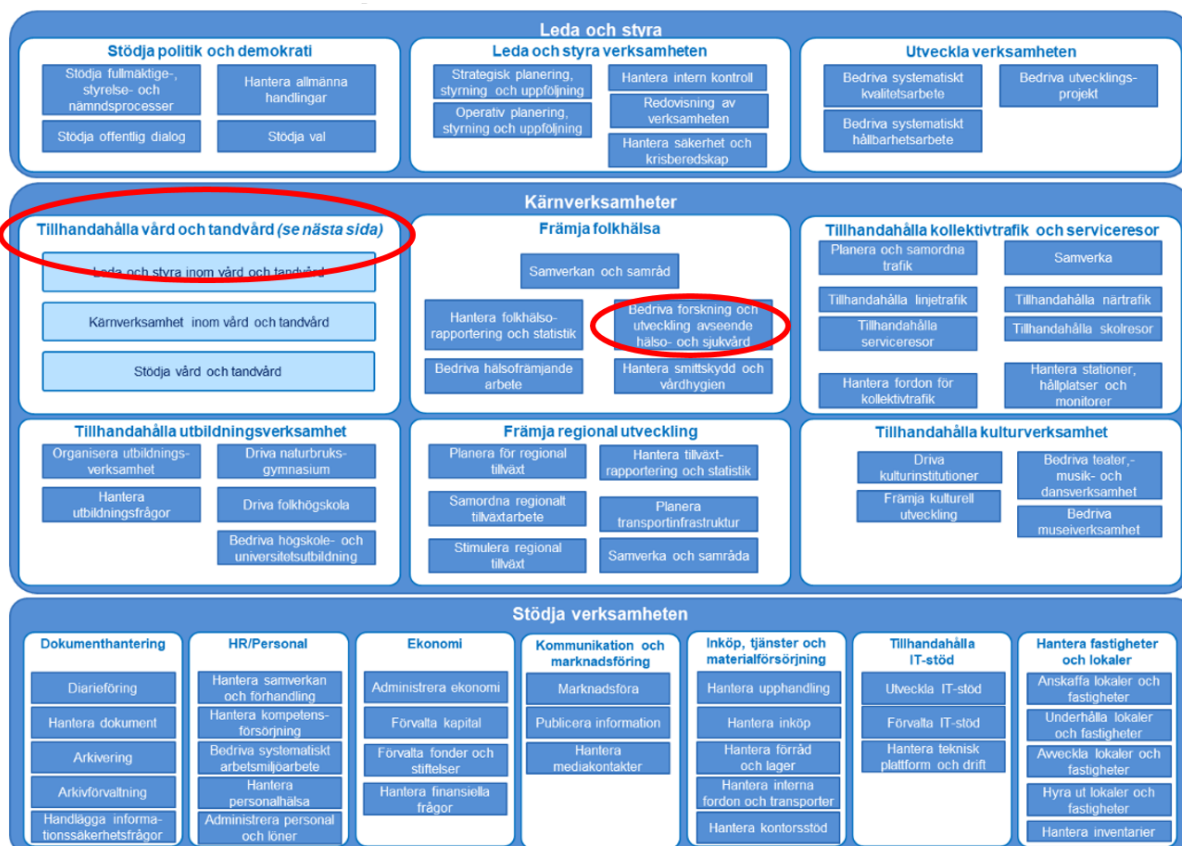 Leda och styra
Stödja politik och demokrati
Stödja fullmäktige-,
styrelse- och
nämndsprocesser
Hantera allmänna
handlingar
Stödja offentlig dialog
Stödja val
Leda och styra verksamheten
Strategisk planering,
styrning och uppföljning
Hantera intern kontroll
Operativ planering,
styrning och uppföljning
Redovisning av
verksamheten
Hantera säkerhet och
krisberedskap
Utveckla verksamheten
Bedriva systematiskt
kvalitetsarbete
Bedriva utvecklings-
projekt
Bedriva systematiskt
hållbarhetsarbete
Kärnverksamheter
Tillhandahålla vård och tandvård (se nästa sida)
Leda och styra inom vård och tandvård
Kärnverksamhet inom vård och tandvård
Stödja vård och tandvård
Främja folkhälsa
Samverkan och samråd
Hantera folkhälso-
rapportering och statistik
Bedriva forskning och
utveckling avseende
hälso- och sjukvård
Bedriva hälsofrämjande
arbete
Hantera smittskydd och
vårdhygien
Tillhandahålla kollektivtrafik och serviceresor
Planera och samordna
trafik
Samverka
Tillhandahålla linjetrafik
Tillhandahålla närtrafik
Tillhandahålla
serviceresor
Tillhandahålla skolresor
Hantera fordon för
kollektivtrafik
Hantera stationer,
hållplatser och
monitorer
Tillhandahålla utbildningsverksamhet
Organisera utbildnings-
verksamhet
Driva naturbruks-
gymnasium
Hantera
utbildningsfrågor
Driva folkhögskola
Bedriva högskole- och
universitetsutbildning
Främja regional utveckling
Planera för regional
tillväxt
Hantera tillväxt-
rapportering och statistik
Samordna regionalt
tillväxtarbete
Planera
transportinfrastruktur
Stimulera regional
tillväxt
Samverka och samråda
Tillhandahålla kulturverksamhet
Driva
kulturinstitutioner
Bedriva teater,-
musik- och
dansverksamhet
Främja kulturell
utveckling
Bedriva
museiverksamhet
Stödja verksamheten
Dokumenthantering
Diarieföring
Hantera dokument
Arkivering
Arkivförvaltning
Handlägga informa-
tionssäkerhetsfrågor
HR/Personal
Hantera samverkan
och förhandling
Hantera kompetens-
försörjning
Bedriva systematiskt
arbetsmiljöarbete
Hantera
personalhälsa
Administrera personal
och löner
Ekonomi
Administrera ekonomi
Förvalta kapital
Förvalta fonder och
stiftelser
Hantera finansiella
frågor
Kommunikation och
marknadsföring
Marknadsföra
Publicera information
Hantera
mediakontakter
Inköp, tjänster och
materialförsörjning
Hantera upphandling
Hantera inköp
Hantera förråd
och lager
Hantera interna
fordon och transporter
Hantera kontorsstöd
Tillhandahålla
IT-stöd
Utveckla IT-stöd
Förvalta IT-stöd
Hantera teknisk
plattform och drift
Hantera fastigheter
och lokaler
Anskaffa lokaler och
fastigheter
Underhålla lokaler
och fastigheter
Avveckla lokaler och
fastigheter
Hyra ut lokaler och
fastigheter
Hantera inventarier